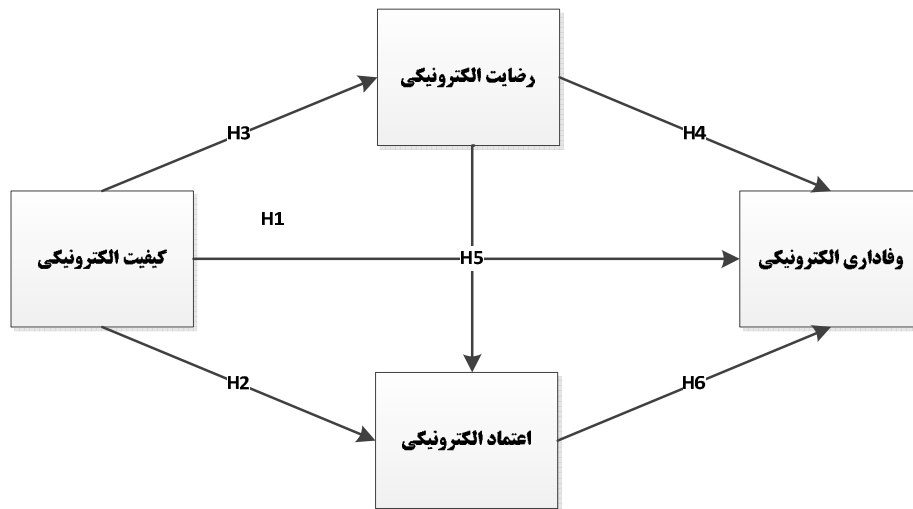 رضایت الکترونیکی
H3
H4
H1
کیفیت الکترونیکی
H5
وفاداری الکترونیکی
H2
H6
اعتماد الکترونیکی